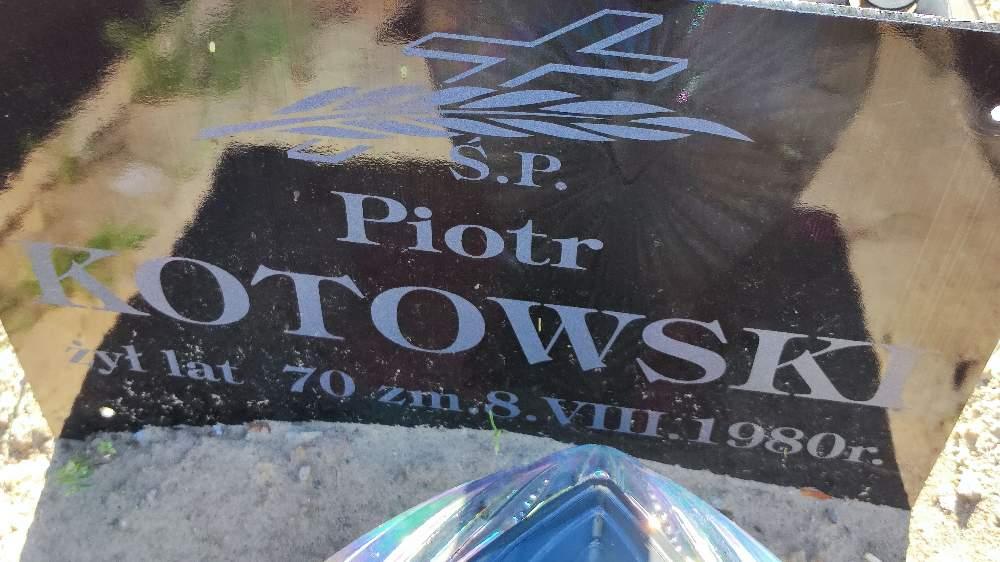 Ś.P.
Piotr
KOTOWSKI
żył lat 70 zm.8.VIII.1980r.